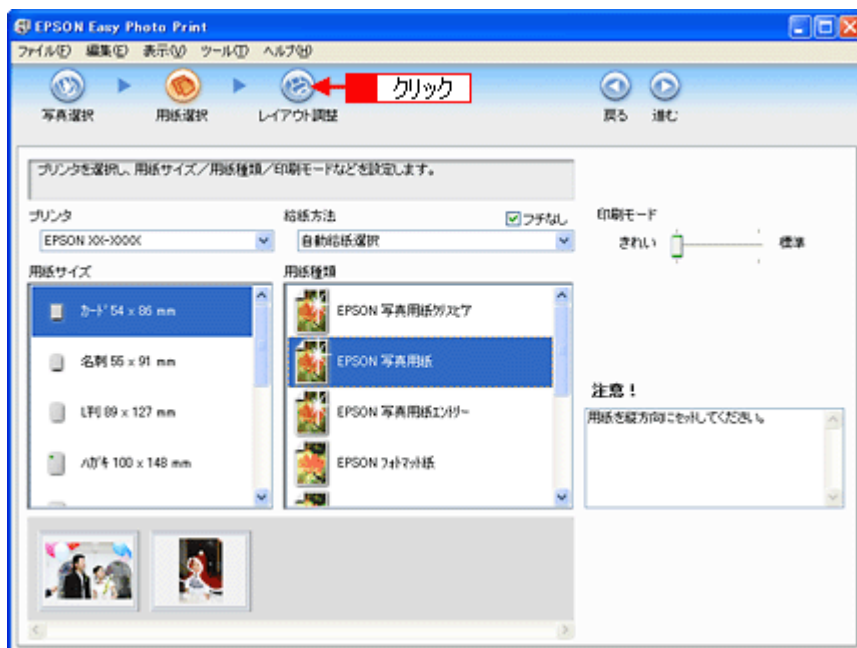 EPSON Easy Photo Print
ファイル(F) 編集(E) 表示(V) ツール(T) ヘルプ(H)
クリック
写真選択 用紙選択 レイアウト調整 戻る 進む
プリンタを選択し、用紙サイズ/用紙種類/印刷モードなどを設定します。
プリンタ 給紙方法 フチなし 印刷モード
EPSON XX-XXXX 自動給紙選択 きれい 標準
用紙サイズ 用紙種類
カード 54 x 86 mm EPSON 写真用紙クリスピア
名刺 55 x 91 mm EPSON 写真用紙
L判 89 x 127 mm EPSON 写真用紙エントリー
ハガキ 100 x 148 mm EPSON フォトマット紙
注意!
用紙を縦方向にセットしてください。